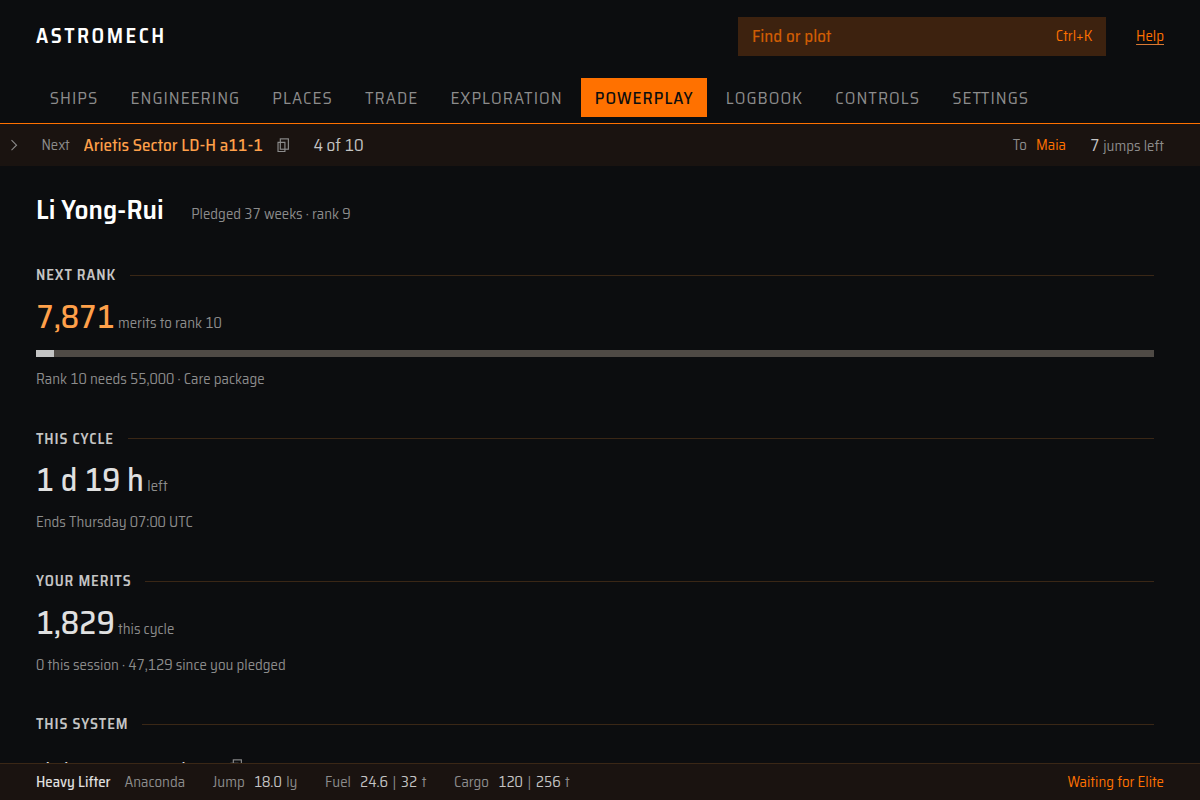 ASTROMECH
Find or plot Ctrl+K Help
SHIPS ENGINEERING PLACES TRADE EXPLORATION POWERPLAY LOGBOOK CONTROLS SETTINGS
Next Arietis Sector LD-H a11-1 4 of 10 To Maia 7 jumps left
Li Yong-Rui Pledged 37 weeks · rank 9
NEXT RANK
7,871 merits to rank 10
Rank 10 needs 55,000 · Care package
THIS CYCLE
1 d 19 h left
Ends Thursday 07:00 UTC
YOUR MERITS
1,829 this cycle
0 this session · 47,129 since you pledged
THIS SYSTEM
Heavy Lifter Anaconda Jump 18.0 ly Fuel 24.6 | 32 t Cargo 120 | 256 t Waiting for Elite